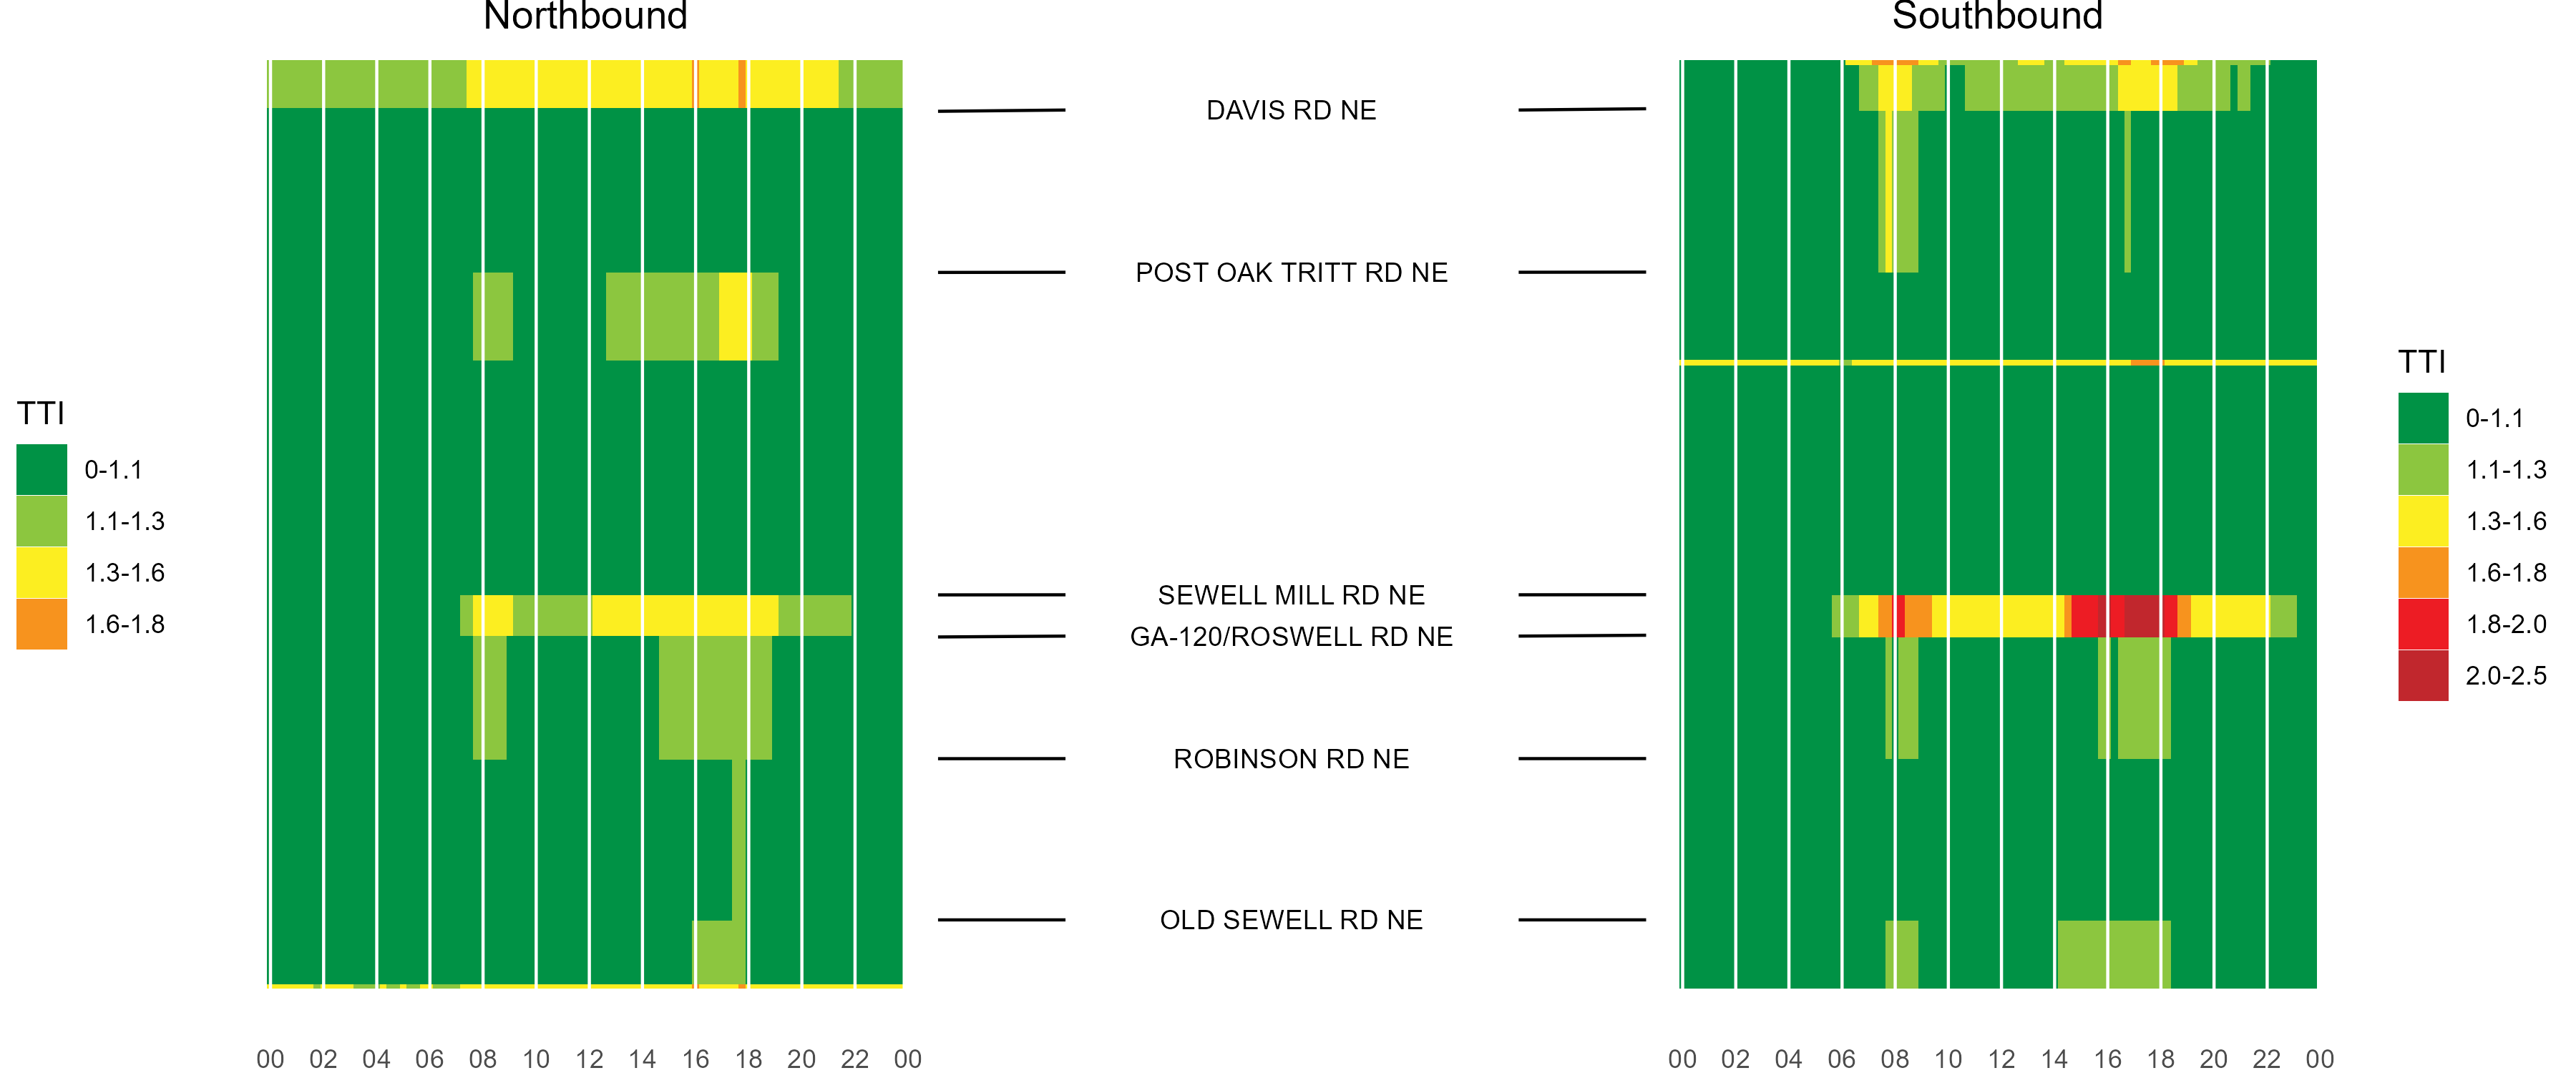 Northbound
Southbound
DAVIS RD NE
POST OAK TRITT RD NE
SEWELL MILL RD NE
GA-120/ROSWELL RD NE
ROBINSON RD NE
OLD SEWELL RD NE
TTI
0-1.1
1.1-1.3
1.3-1.6
1.6-1.8
TTI
0-1.1
1.1-1.3
1.3-1.6
1.6-1.8
1.8-2.0
2.0-2.5
00 02 04 06 08 10 12 14 16 18 20 22 00
00 02 04 06 08 10 12 14 16 18 20 22 00